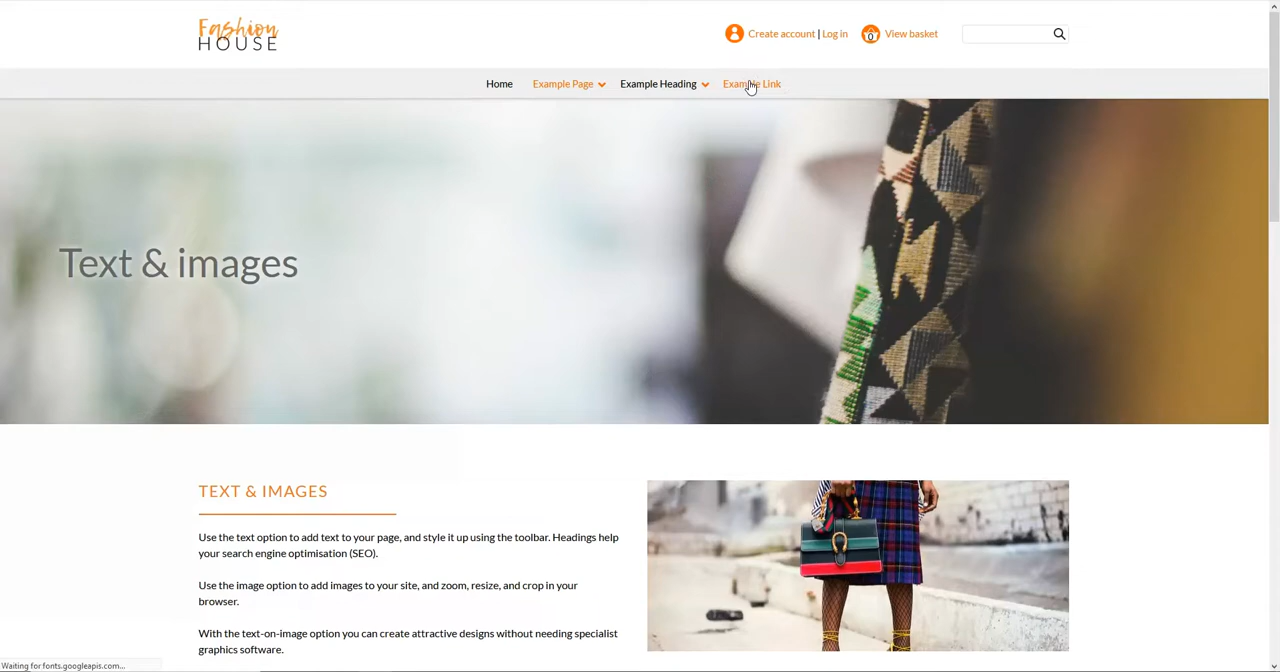 Fashion
HOUSE
Create account | Log in
0
View basket
Home
Example Page
Example Heading
Example Link
Text & images
TEXT & IMAGES
Use the text option to add text to your page, and style it up using the toolbar. Headings help
your search engine optimisation (SEO).
Use the image option to add images to your site, and zoom, resize, and crop in your
browser.
With the text-on-image option you can create attractive designs without needing specialist
graphics software.
Waiting for fonts.googleapis.com...